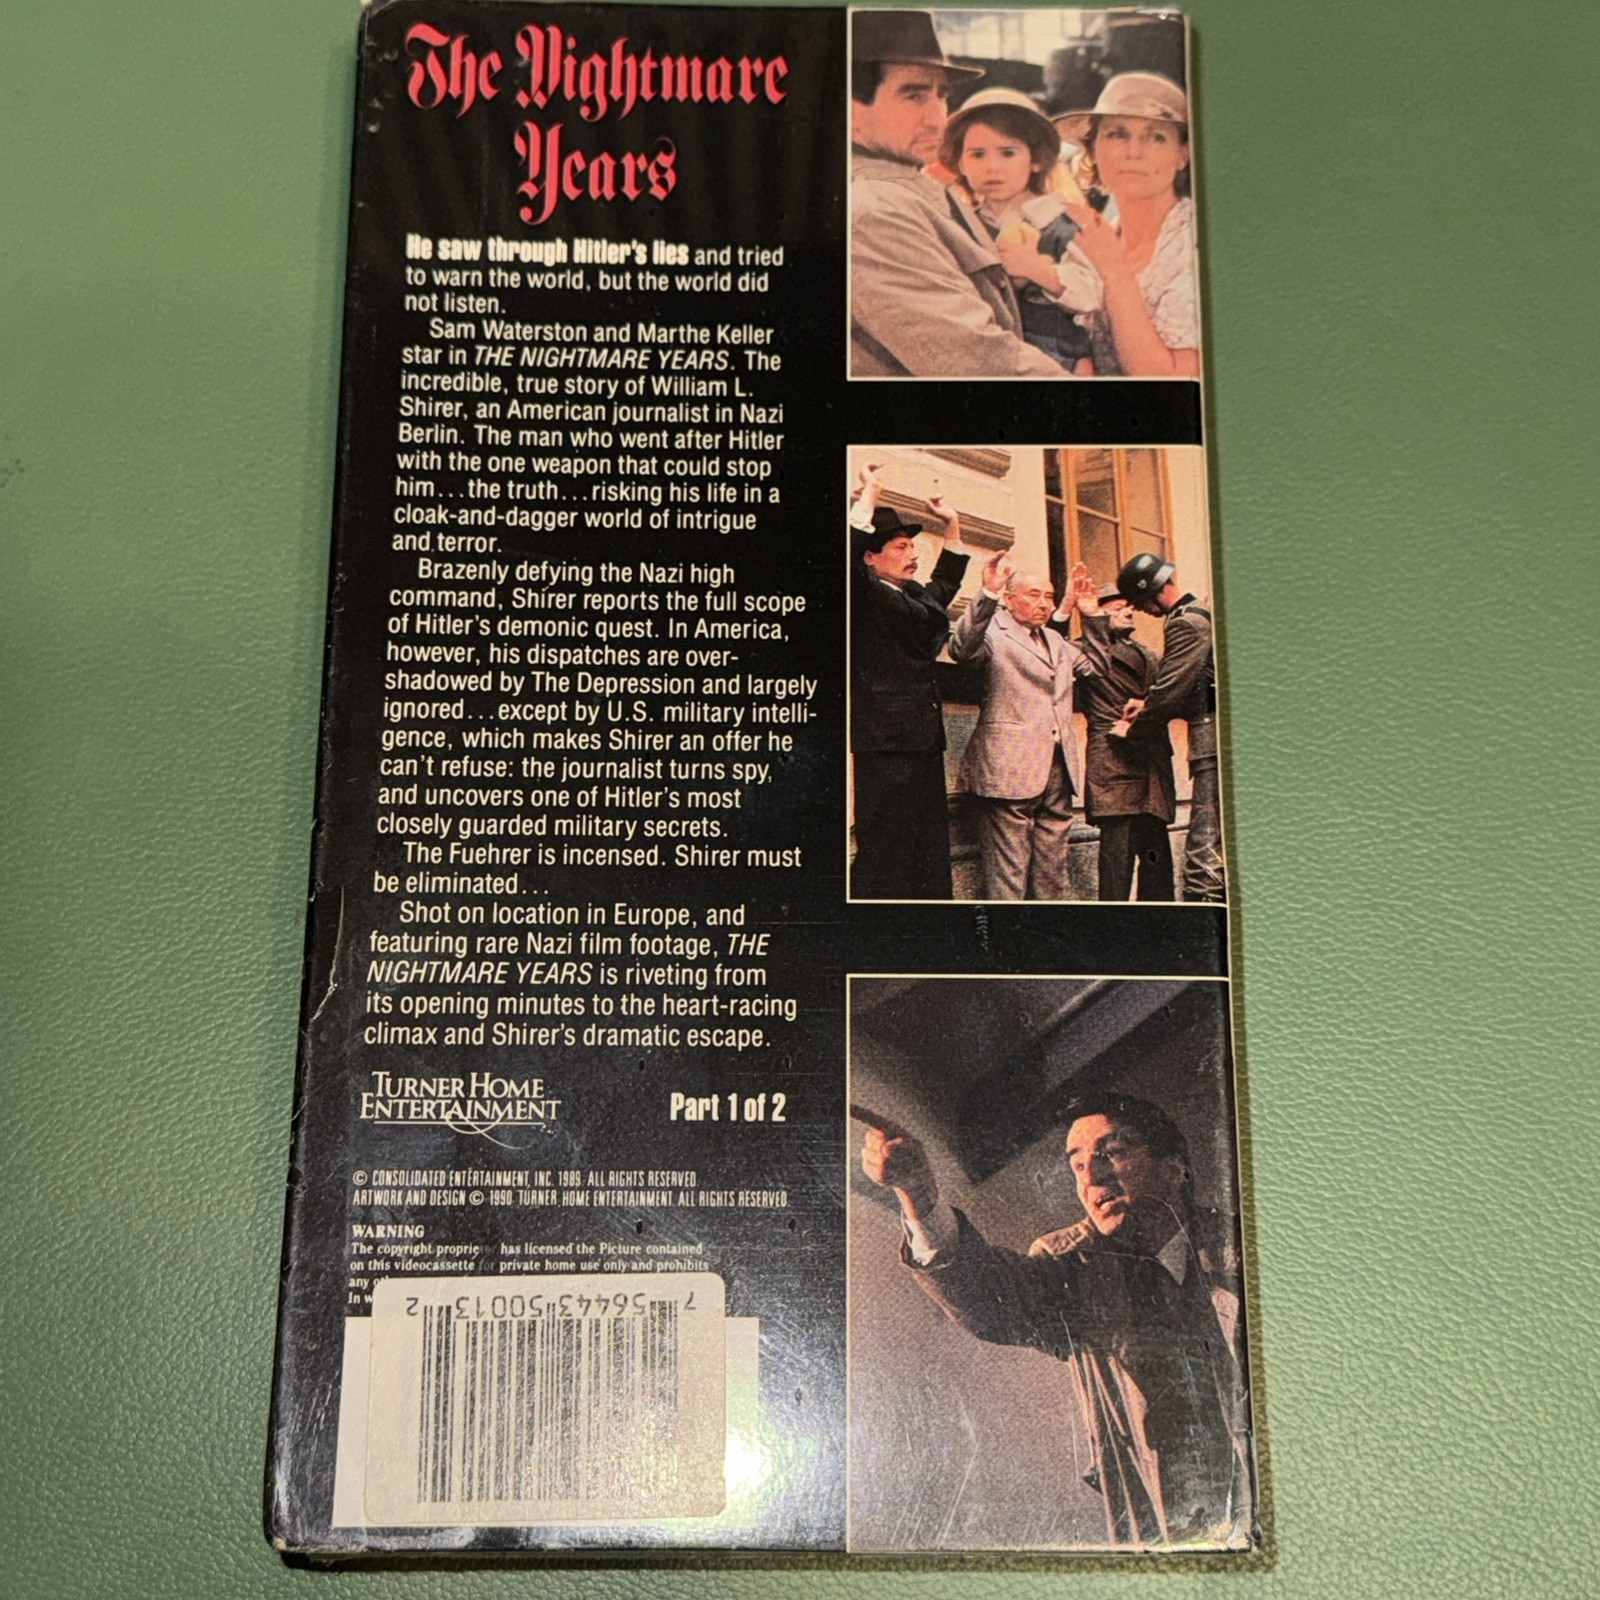 The Nightmare
Years
He saw through Hitler's lies and tried
to warn the world, but the world did
not listen.
Sam Waterston and Marthe Keller
star in THE NIGHTMARE YEARS. The
incredible, true story of William L.
Shirer, an American journalist in Nazi
Berlin. The man who went after Hitler
with the one weapon that could stop
him...the truth...risking his life in a
cloak-and-dagger world of intrigue
and terror.
Brazenly defying the Nazi high
command, Shirer reports the full scope
of Hitler's demonic quest. In America,
however, his dispatches are over-
shadowed by The Depression and largely
ignored...except by U.S. military intelli-
gence, which makes Shirer an offer he
can't refuse: the journalist turns spy,
and uncovers one of Hitler's most
closely guarded military secrets.
The Fuehrer is incensed. Shirer must
be eliminated...
Shot on location in Europe, and
featuring rare Nazi film footage, THE
NIGHTMARE YEARS is riveting from
its opening minutes to the heart-racing
climax and Shirer's dramatic escape.
TURNER HOME
ENTERTAINMENT
Part 1 of 2
© CONSOLIDATED ENTERTAINMENT, INC. 1989. ALL RIGHTS RESERVED.
ARTWORK AND DESIGN © 1990 TURNER HOME ENTERTAINMENT. ALL RIGHTS RESERVED.
WARNING
The copyright has licensed the Picture contained
on this videocassette for private home use only and prohibits
any
In
7 56443 50013 2